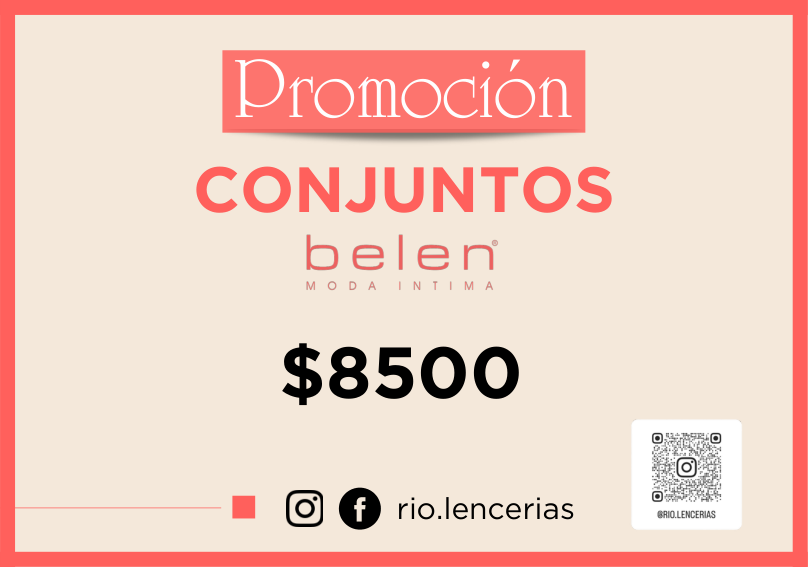 Promoción
CONJUNTOS
belen®
MODA INTIMA
$8500
rio.lencerias
@RIO.LENCERIAS